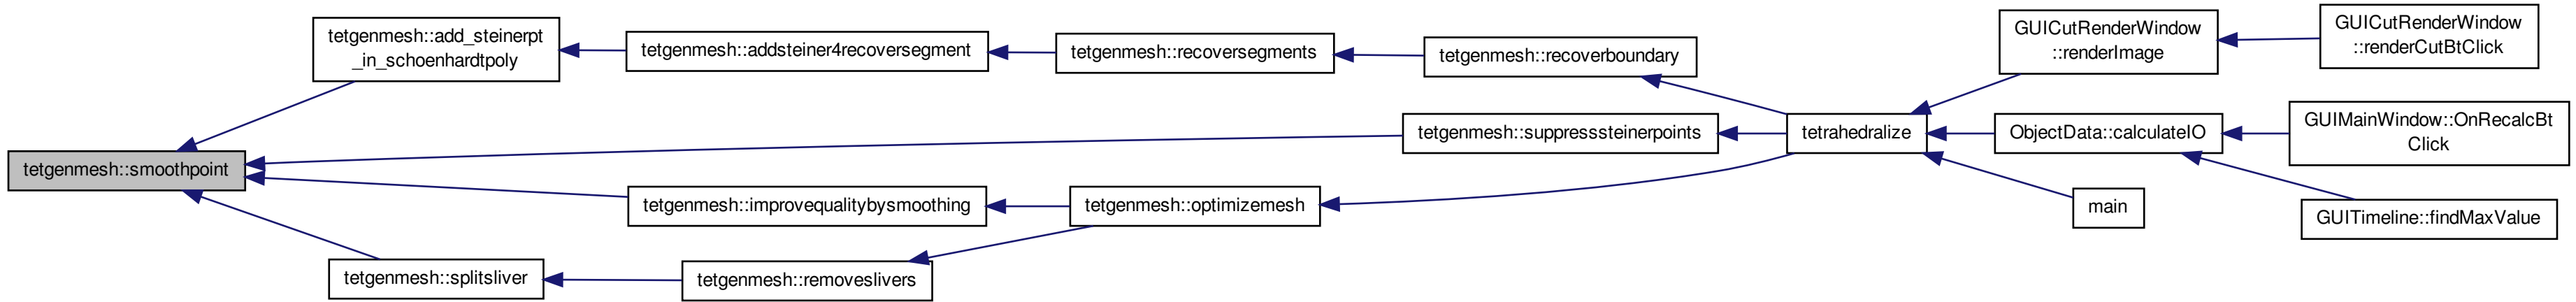 tetgenmesh::smoothpoint
tetgenmesh::add_steinerpt
_in_schoenhardtpoly
tetgenmesh::addsteiner4recoversegment
tetgenmesh::recoversegments
tetgenmesh::recoverboundary
tetgenmesh::suppresssteinerpoints
tetgenmesh::improvequalitybysmoothing
tetgenmesh::optimizemesh
tetgenmesh::splitsliver
tetgenmesh::removeslivers
tetrahedralize
GUICutRenderWindow
::renderImage
GUICutRenderWindow
::renderCutBtClick
ObjectData::calculateIO
GUIMainWindow::OnRecalcBt
Click
GUITimeline::findMaxValue
main